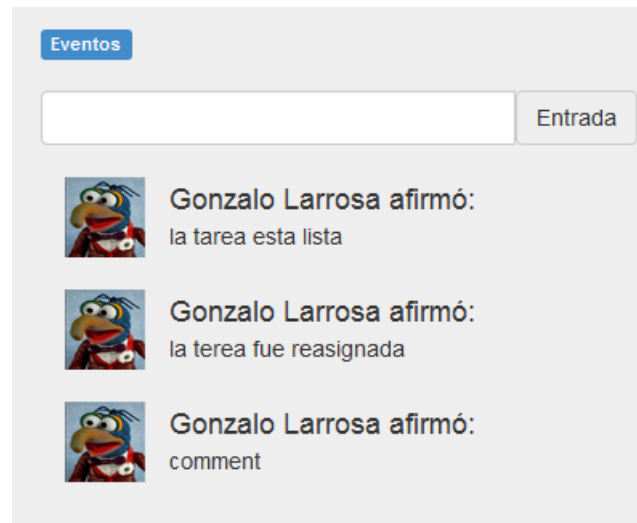 Eventos
Entrada
Gonzalo Larrosa afirmó:
la tarea esta lista
Gonzalo Larrosa afirmó:
la terea fue reasignada
Gonzalo Larrosa afirmó:
comment